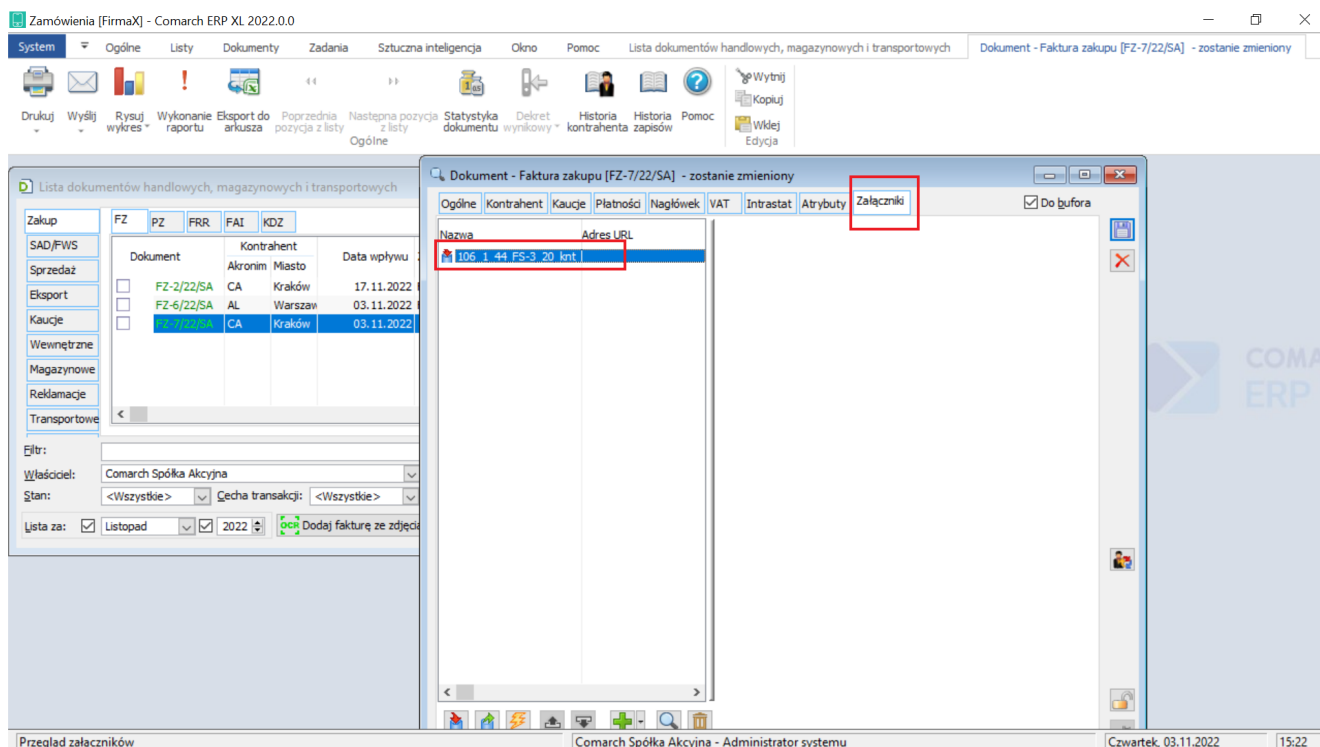 Zamówienia [FirmaX] - Comarch ERP XL 2022.0.0
System Ogólne Listy Dokumenty Zadania Sztuczna inteligencja Okno Pomoc Lista dokumentów handlowych, magazynowych i transportowych Dokument - Faktura zakupu [FZ-7/22/SA] - zostanie zmieniony
Drukuj Wyślij Rysuj wykres Wykonanie raportu Eksport do arkusza Poprzednia pozycja z listy Następna pozycja z listy Statystyka dokumentu Dekret wynikowy Historia kontrahenta Historia zapisów Pomoc
Wytnij
Kopiuj
Wklej
Ogólne Edycja
Lista dokumentów handlowych, magazynowych i transportowych
Zakup
SAD/FWS
Sprzedaż
Eksport
Kaucje
Wewnętrzne
Magazynowe
Reklamacje
Transportowe
FZ PZ FRR FAI KDZ
Dokument Kontrahent Data wpływu
Akronim Miasto
FZ-2/22/SA CA Kraków 17.11.2022
FZ-6/22/SA AL Warszaw 03.11.2022
FZ-7/22/SA CA Kraków 03.11.2022
Filtr:
Właściciel: Comarch Spółka Akcyjna
Stan: <Wszystkie> Cecha transakcji: <Wszystkie>
Lista za: Listopad 2022 OCR Dodaj fakturę ze zdjęcia
Dokument - Faktura zakupu [FZ-7/22/SA] - zostanie zmieniony
Ogólne Kontrahent Kaucje Płatności Nagłówek VAT Intrastat Atrybuty Załączniki Do bufora
Nazwa Adres URL
106_1_44_FS-3_20_knt
COMA
ERP
Przegląd załączników Comarch Spółka Akcyjna - Administrator systemu Czwartek, 03.11.2022 15:22